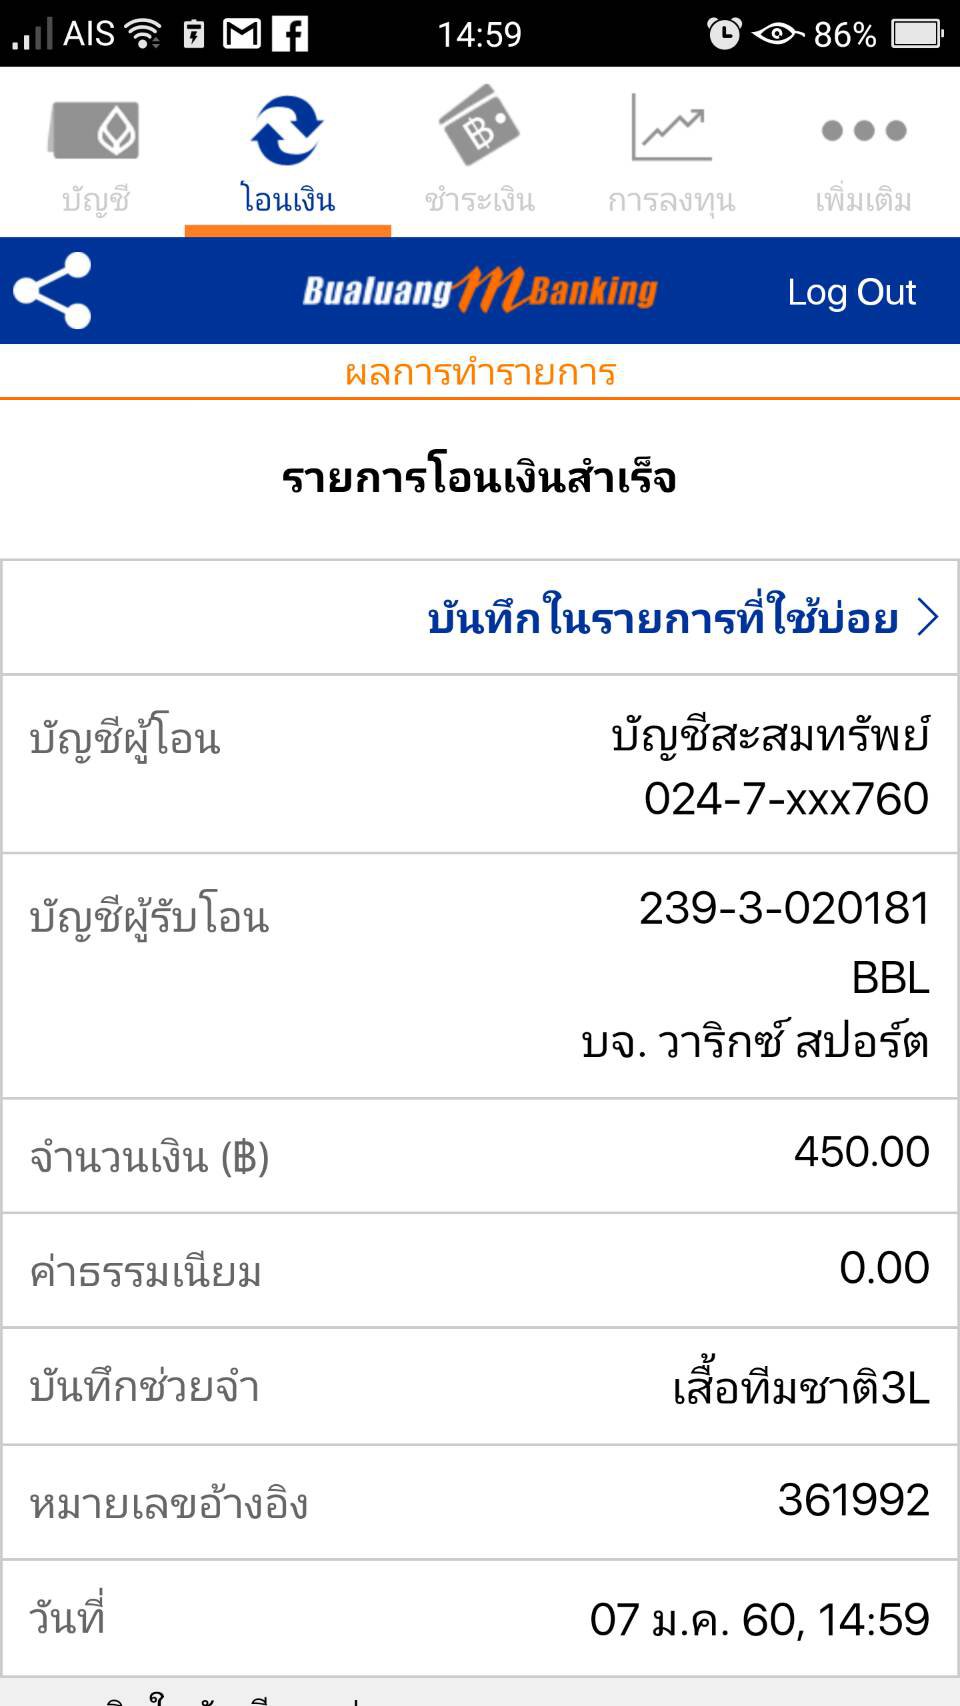 AIS 14:59 86%
บัญชี โอนเงิน ชำระเงิน การลงทุน เพิ่มเติม
Bualuang mBanking Log Out
ผลการทำรายการ
รายการโอนเงินสำเร็จ
บันทึกในรายการที่ใช้บ่อย
บัญชีผู้โอน บัญชีสะสมทรัพย์
024-7-xxx760
บัญชีผู้รับโอน 239-3-020181
BBL
บจ. วาริกซ์ สปอร์ต
จำนวนเงิน (฿) 450.00
ค่าธรรมเนียม 0.00
บันทึกช่วยจำ เสื้อทีมชาติ3L
หมายเลขอ้างอิง 361992
วันที่ 07 ม.ค. 60, 14:59